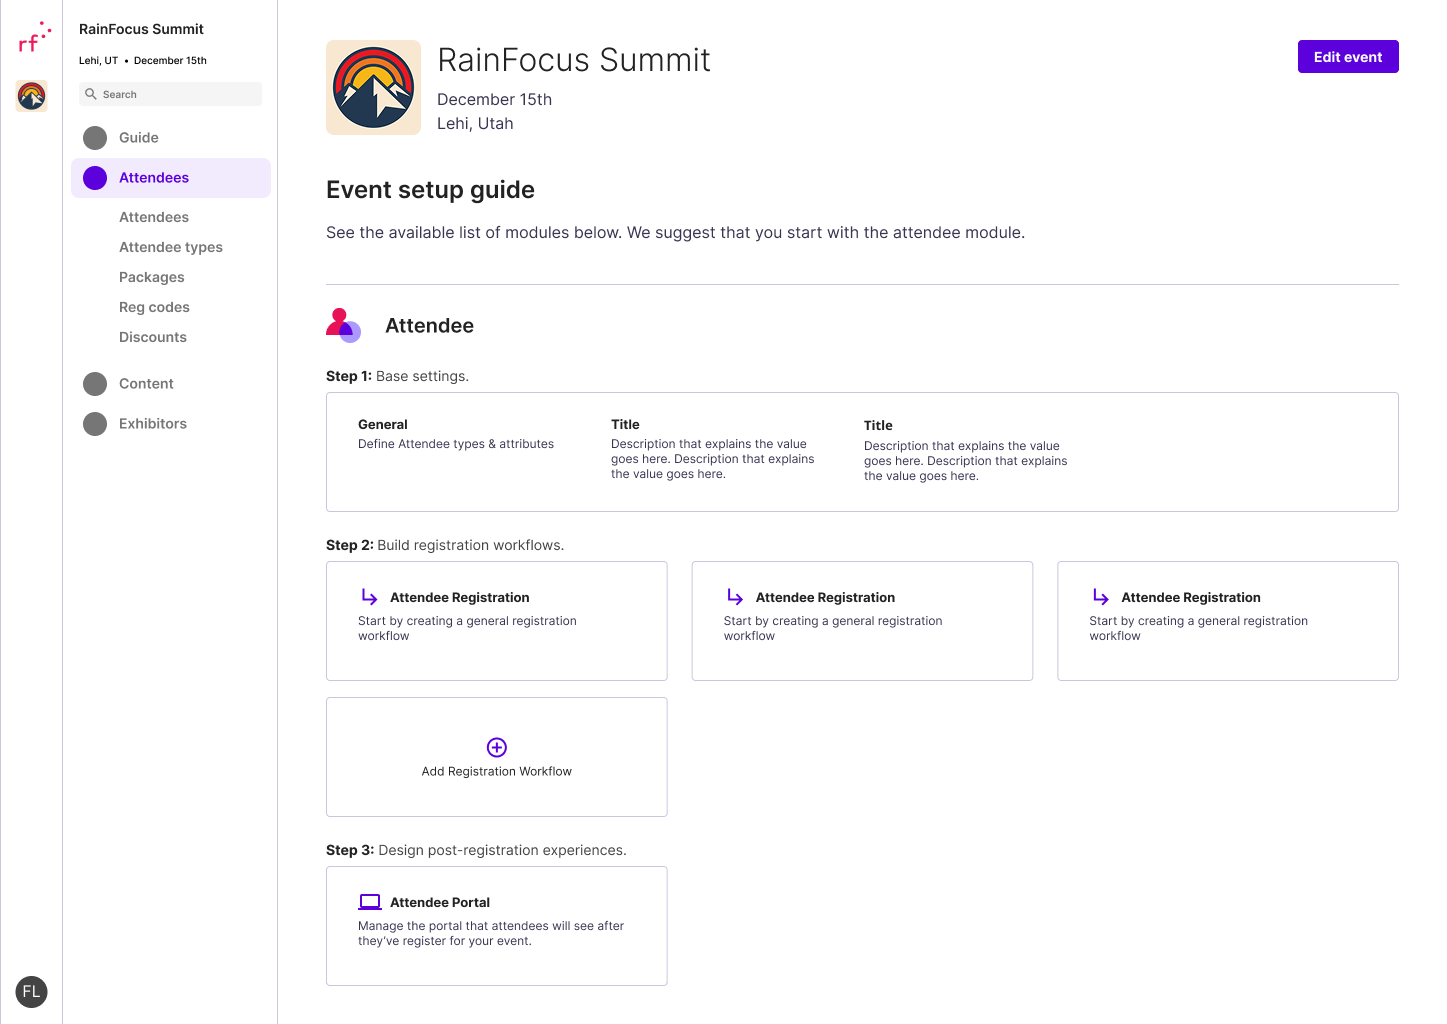 rf
RainFocus Summit
Lehi, UT • December 15th
Search
Guide
Attendees
Attendees
Attendee types
Packages
Reg codes
Discounts
Content
Exhibitors
FL
RainFocus Summit
December 15th
Lehi, Utah
Edit event
Event setup guide
See the available list of modules below. We suggest that you start with the attendee module.
Attendee
Step 1: Base settings.
General
Define Attendee types & attributes
Title
Description that explains the value
goes here. Description that explains
the value goes here.
Title
Description that explains the value
goes here. Description that explains
the value goes here.
Step 2: Build registration workflows.
Attendee Registration
Start by creating a general registration
workflow
Attendee Registration
Start by creating a general registration
workflow
Attendee Registration
Start by creating a general registration
workflow
Add Registration Workflow
Step 3: Design post-registration experiences.
Attendee Portal
Manage the portal that attendees will see after
they've register for your event.